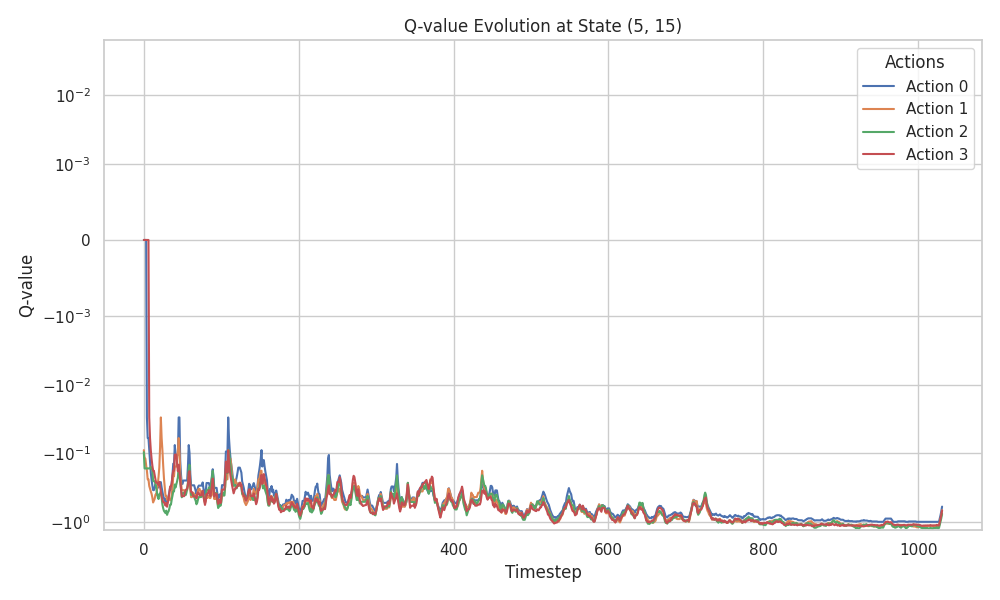 Q-value Evolution at State (5, 15)
Actions
Action 0
Action 1
Action 2
Action 3
10⁻²
10⁻³
0
−10⁻³
−10⁻²
−10⁻¹
−10⁰
Q-value
0
200
400
600
800
1000
Timestep